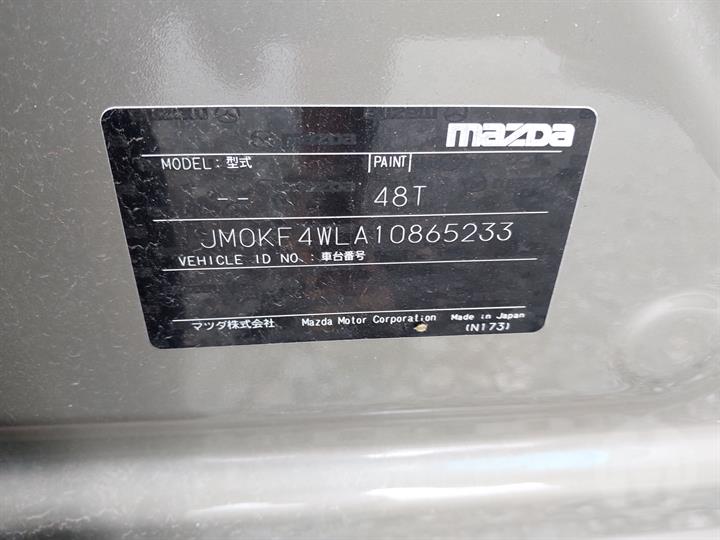 mazda
MODEL: 型式 PAINT
-- 48T
JM0KF4WLA10865233
VEHICLE ID NO.: 車台番号
マツダ株式会社 Mazda Motor Corporation Made in Japan
(N173)